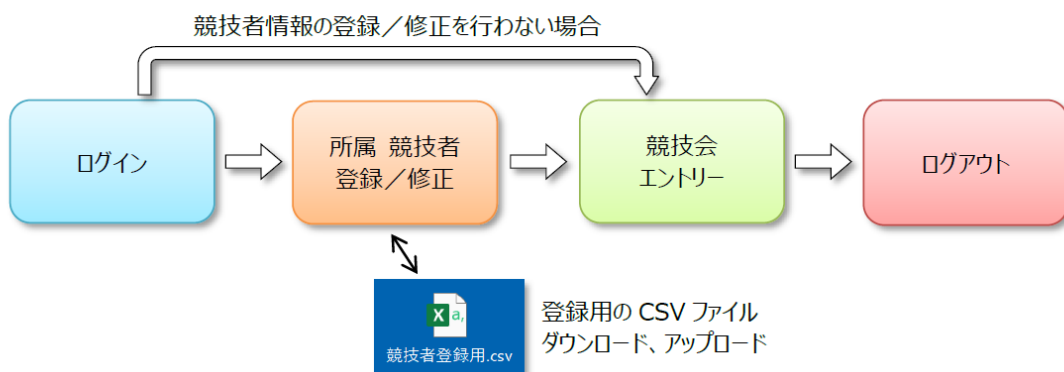 競技者情報の登録／修正を行わない場合
ログイン
所属 競技者
登録／修正
競技会
エントリー
ログアウト
a,
競技者登録用.csv
登録用の CSV ファイル
ダウンロード、アップロード